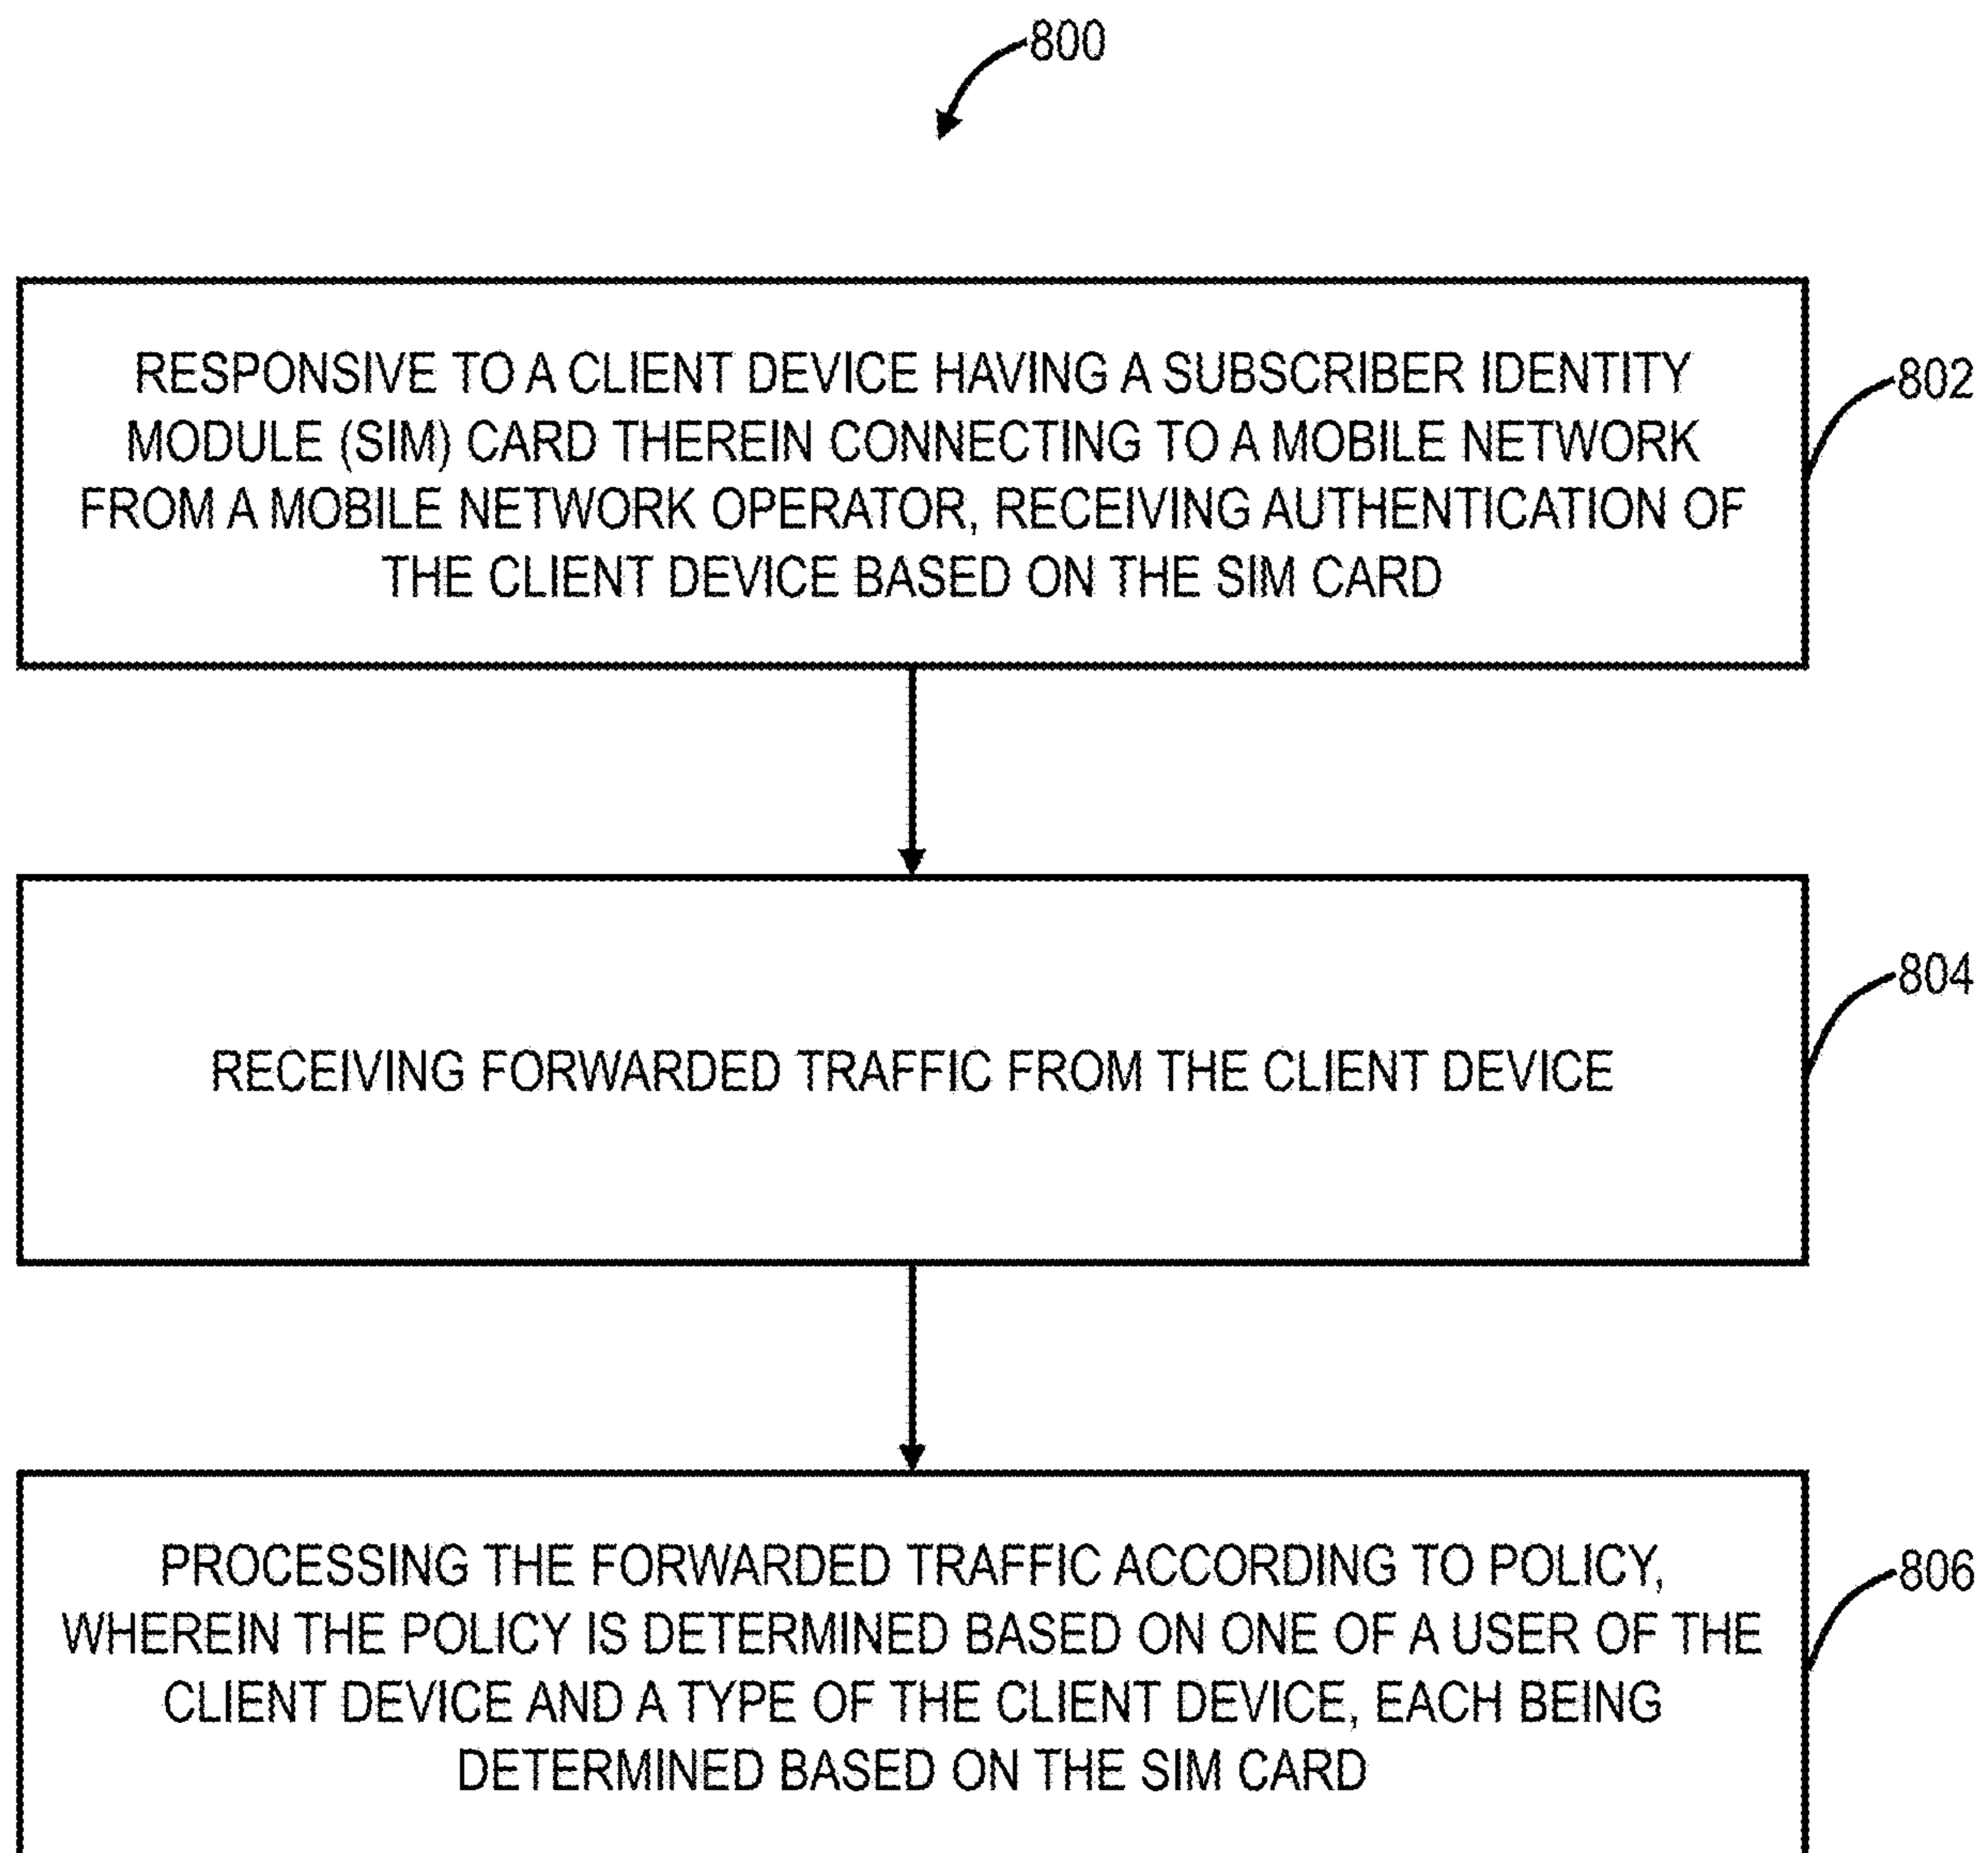 800
RESPONSIVE TO A CLIENT DEVICE HAVING A SUBSCRIBER IDENTITY
MODULE (SIM) CARD THEREIN CONNECTING TO A MOBILE NETWORK
FROM A MOBILE NETWORK OPERATOR, RECEIVING AUTHENTICATION OF
THE CLIENT DEVICE BASED ON THE SIM CARD
802
RECEIVING FORWARDED TRAFFIC FROM THE CLIENT DEVICE
804
PROCESSING THE FORWARDED TRAFFIC ACCORDING TO POLICY,
WHEREIN THE POLICY IS DETERMINED BASED ON ONE OF A USER OF THE
CLIENT DEVICE AND A TYPE OF THE CLIENT DEVICE, EACH BEING
DETERMINED BASED ON THE SIM CARD
806